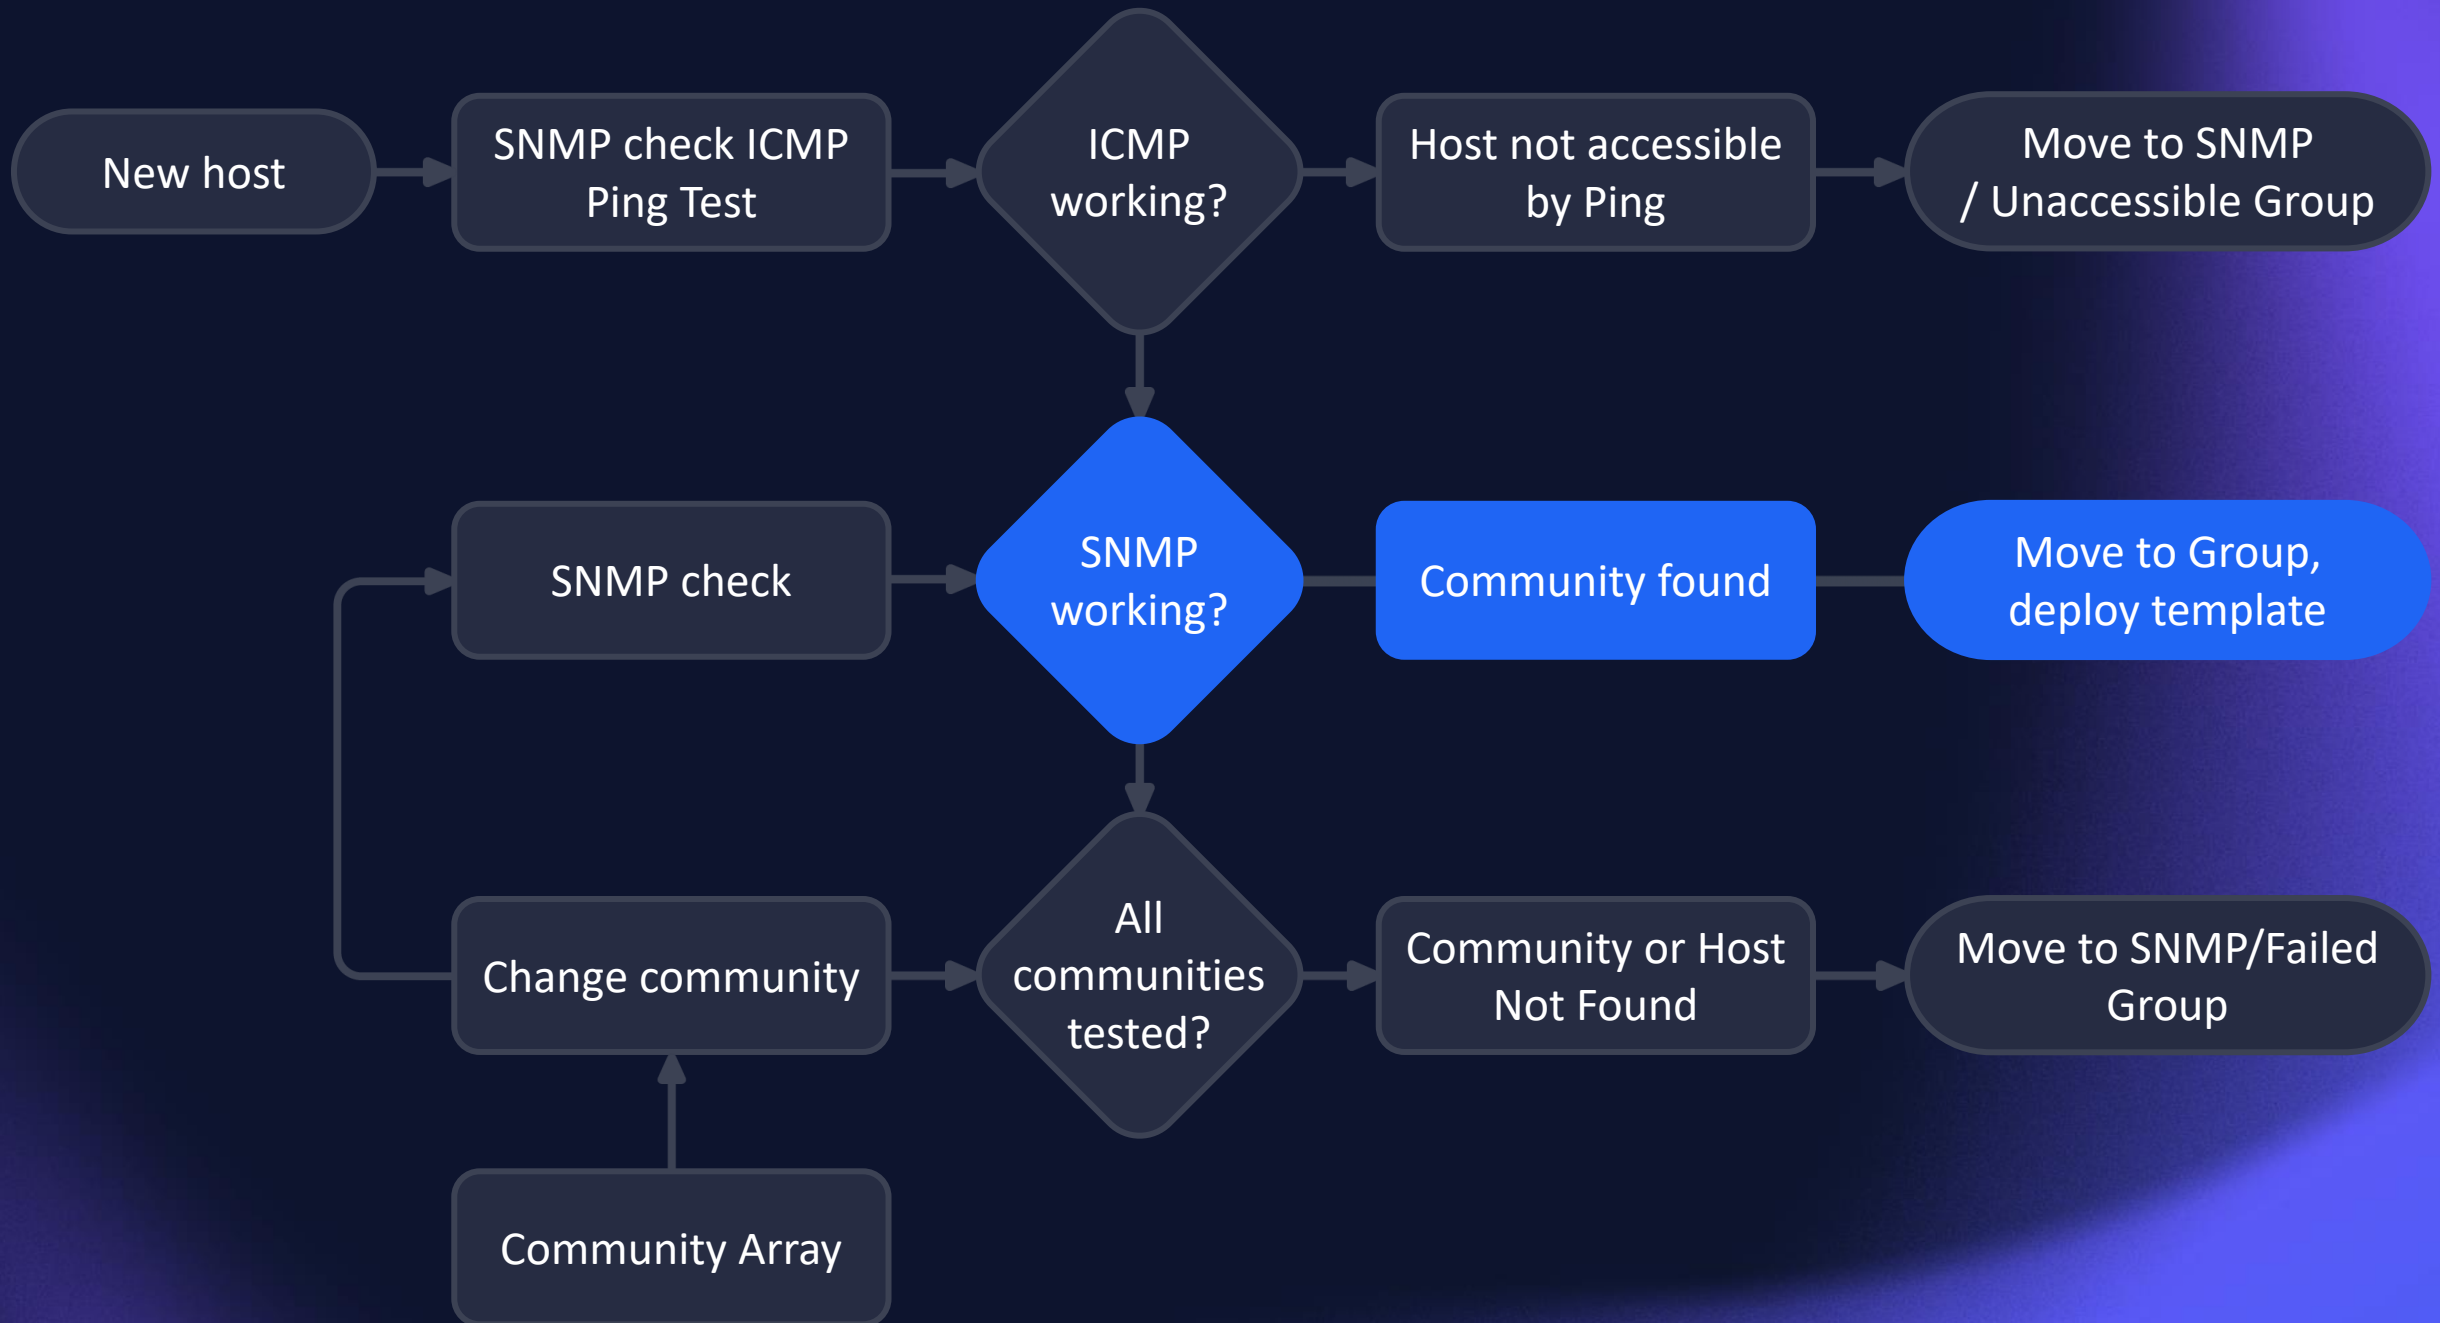 New host
SNMP check ICMP
Ping Test
ICMP
working?
Host not accessible
by Ping
Move to SNMP
/ Unaccessible Group
SNMP check
SNMP
working?
Community found
Move to Group,
deploy template
Change community
All
communities
tested?
Community or Host
Not Found
Move to SNMP/Failed
Group
Community Array